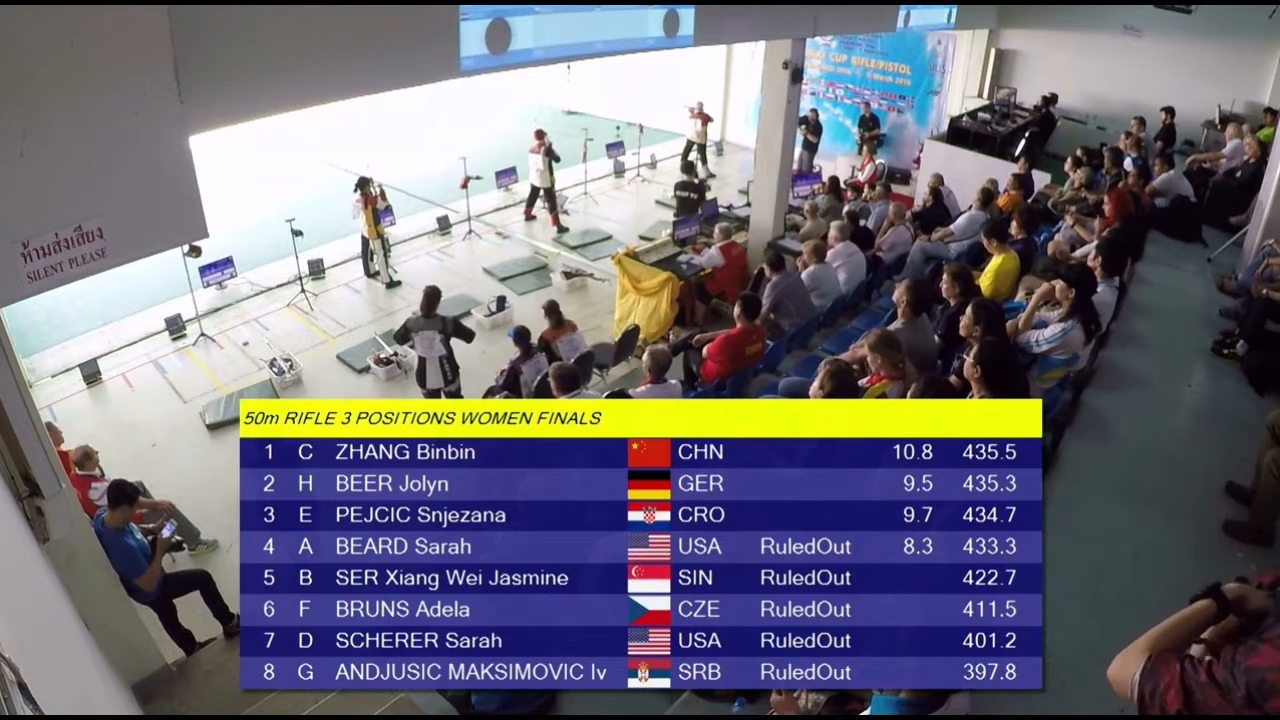 CUP RIFLE/PISTOL
ห้ามส่งเสียง
SILENT PLEASE
50m RIFLE 3 POSITIONS WOMEN FINALS
1 C ZHANG Binbin CHN 10.8 435.5
2 H BEER Jolyn GER 9.5 435.3
3 E PEJCIC Snjezana CRO 9.7 434.7
4 A BEARD Sarah USA RuledOut 8.3 433.3
5 B SER Xiang Wei Jasmine SIN RuledOut 422.7
6 F BRUNS Adela CZE RuledOut 411.5
7 D SCHERER Sarah USA RuledOut 401.2
8 G ANDJUSIC MAKSIMOVIC Iv SRB RuledOut 397.8